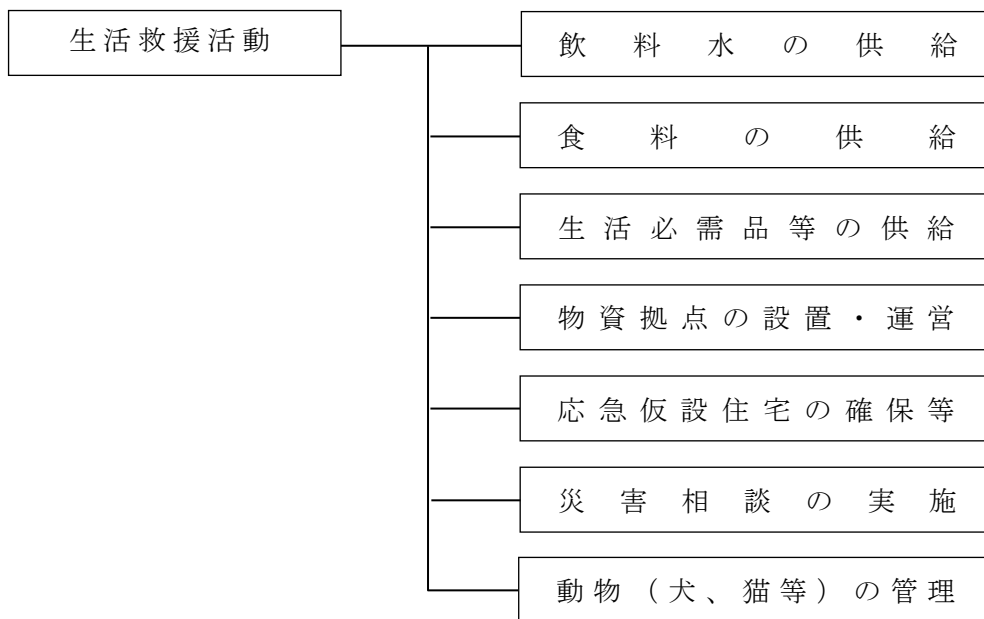 生活救援活動
飲料水の供給
食料の供給
生活必需品等の供給
物資拠点の設置・運営
応急仮設住宅の確保等
災害相談の実施
動物（犬、猫等）の管理